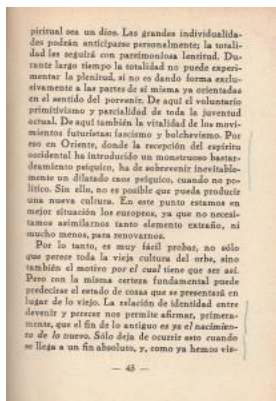 piritual sea un dios. Las grandes individualida-
des podrán anticiparse personalmente; la totali-
dad les seguirá con parsimoniosa lentitud. Du-
rante largo tiempo la totalidad no puede experi-
mentar la plenitud, si no es dando forma exclu-
sivamente a las partes de sí misma ya orientadas
en el sentido del porvenir. De aquí el voluntario
primitivismo y parcialidad de toda la juventud
actual. De aquí también la vitalidad de los movi-
mientos futuristas: fascismo y bolchevismo. Por
eso en Oriente, donde la recepción del espíritu
occidental ha introducido un monstruoso bastar-
deamiento psíquico, ha de sobrevenir inevitable-
mente un dilatado caos psíquico, cuando no po-
lítico. Sin ello, no es posible que pueda producir
una nueva cultura. En este punto estamos en
mejor situación los europeos, ya que no necesi-
tamos asimilarnos tanto elemento extraño, ni
mucho menos, para renovarnos.
Por lo tanto, es muy fácil probar, no sólo
que perece toda la vieja cultura del orbe, sino
también el motivo por el cual tiene que ser así.
Pero con la misma certeza fundamental puede
predecirse el estado de cosas que se presentará en
lugar de lo viejo. La relación de identidad entre
devenir y perecer nos permite afirmar, primera-
mente, que el fin de lo antiguo es ya el nacimien-
to de lo nuevo. Sólo deja de ocurrir esto cuando
se llega a un fin absoluto, y, como ya hemos vis-
— 45 —